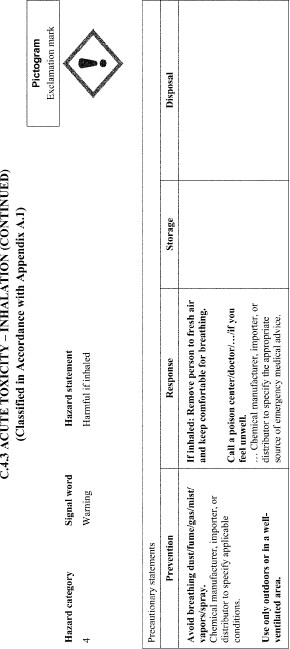 C.4.3 ACUTE TOXICITY – INHALATION (CONTINUED)
(Classified in Accordance with Appendix A.1)
Pictogram
Exclamation mark
Hazard category
Signal word
Hazard statement
4
Warning
Harmful if inhaled
Precautionary statements
Prevention
Response
Storage
Disposal
Avoid breathing dust/fume/gas/mist/
vapors/spray.
Chemical manufacturer, importer, or
distributor to specify applicable
conditions.
Use only outdoors or in a well-
ventilated area.
If inhaled: Remove person to fresh air
and keep comfortable for breathing.
Call a poison center/doctor/…/if you
feel unwell.
… Chemical manufacturer, importer, or
distributor to specify the appropriate
source of emergency medical advice.